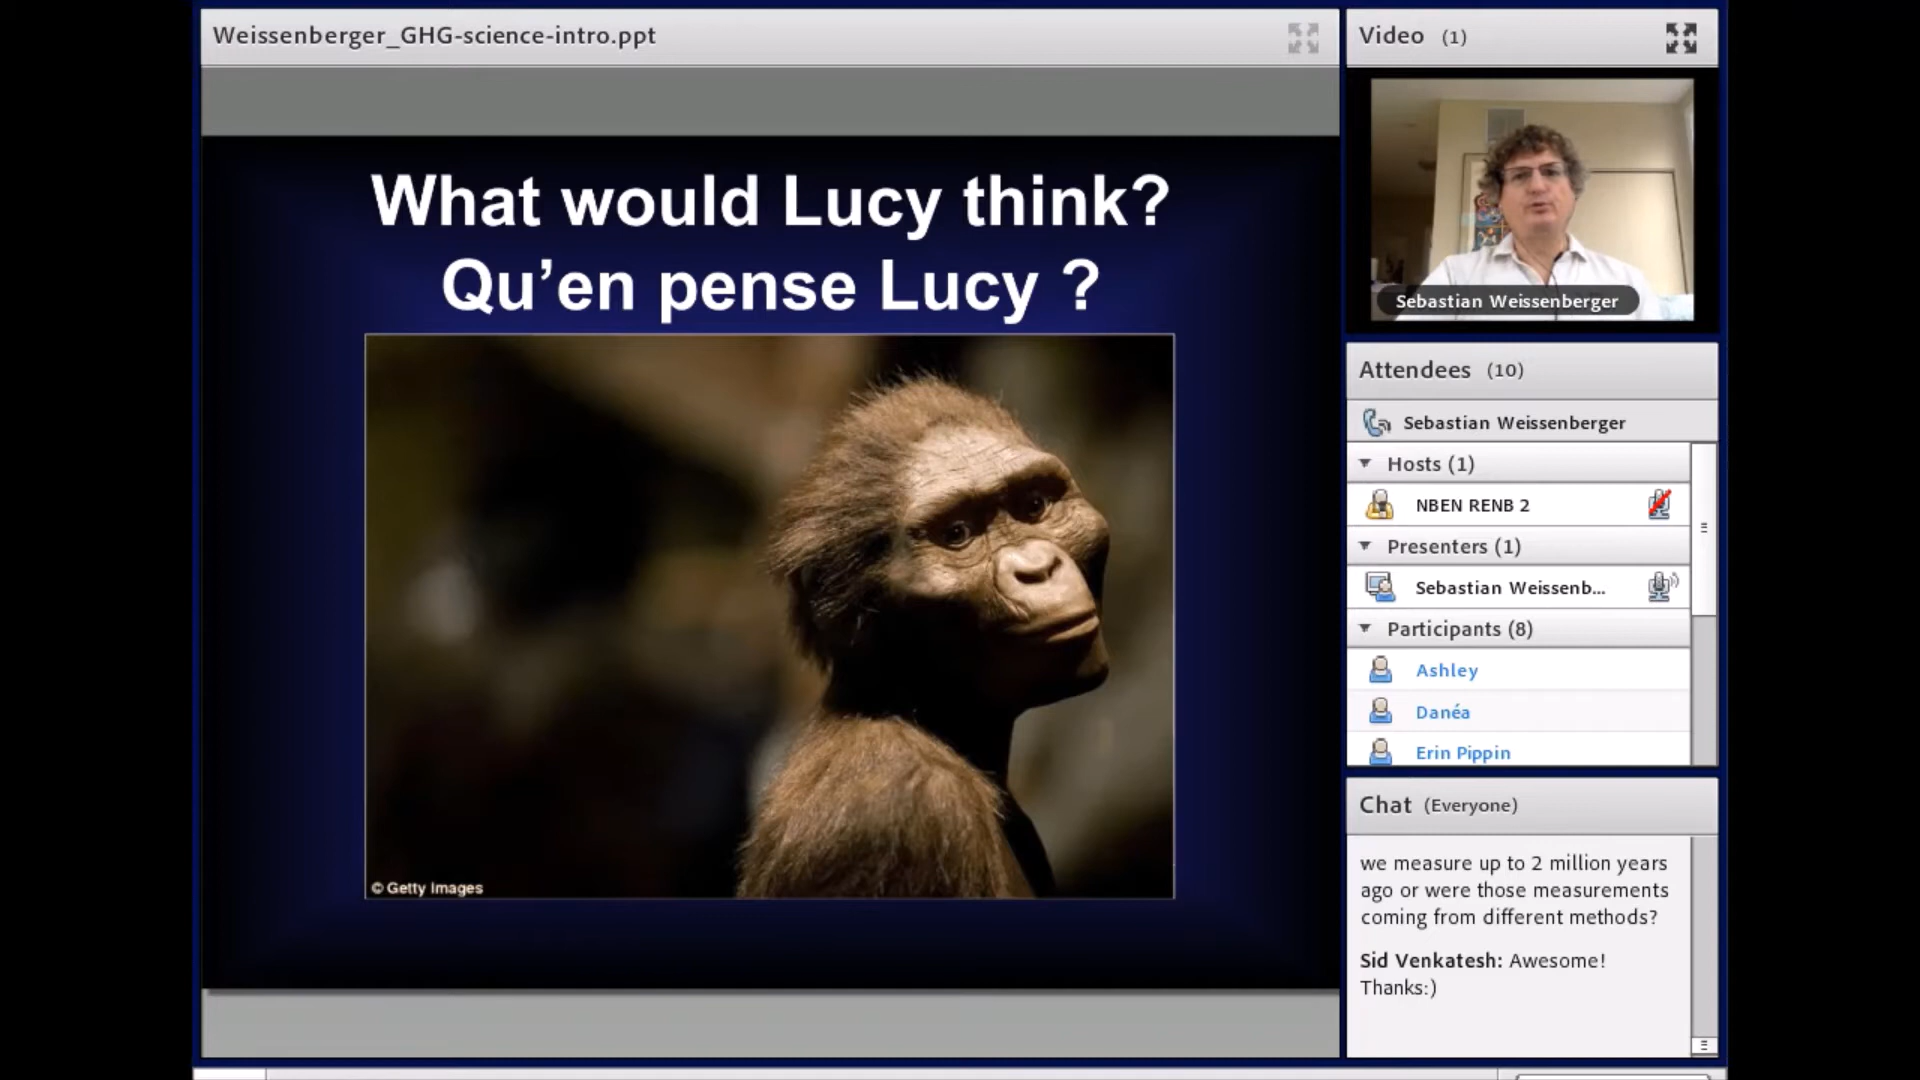 Weissenberger_GHG-science-intro.ppt
What would Lucy think?
Qu’en pense Lucy ?
© Getty Images
Video (1)
Sebastian Weissenberger
Attendees (10)
Sebastian Weissenberger
Hosts (1)
NBEN RENB 2
Presenters (1)
Sebastian Weissenb...
Participants (8)
Ashley
Danéa
Erin Pippin
Chat (Everyone)
we measure up to 2 million years
ago or were those measurements
coming from different methods?
Sid Venkatesh: Awesome!
Thanks:)